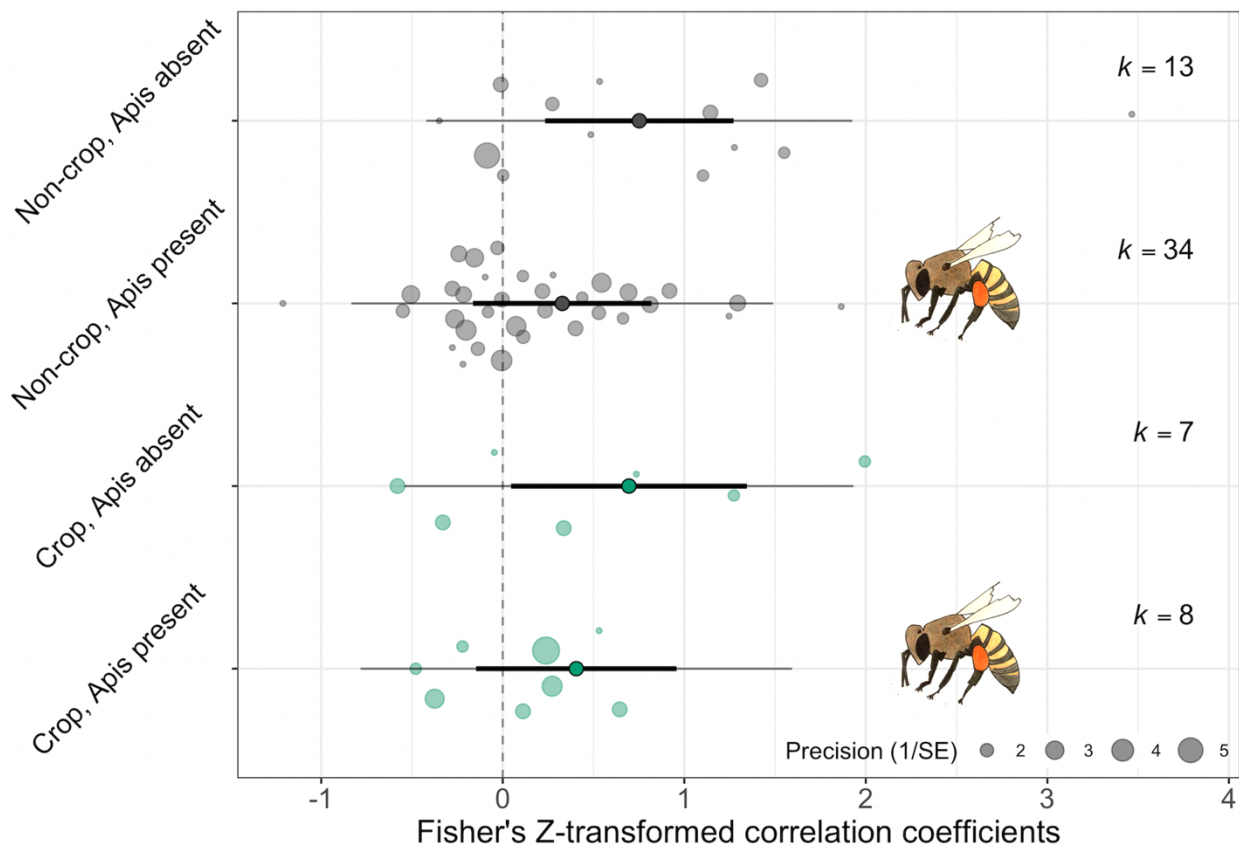 Non-crop, Apis absent
k = 13
Non-crop, Apis present
k = 34
Crop, Apis absent
k = 7
Crop, Apis present
k = 8
Precision (1/SE) 2 3 4 5
-1 0 1 2 3 4
Fisher's Z-transformed correlation coefficients